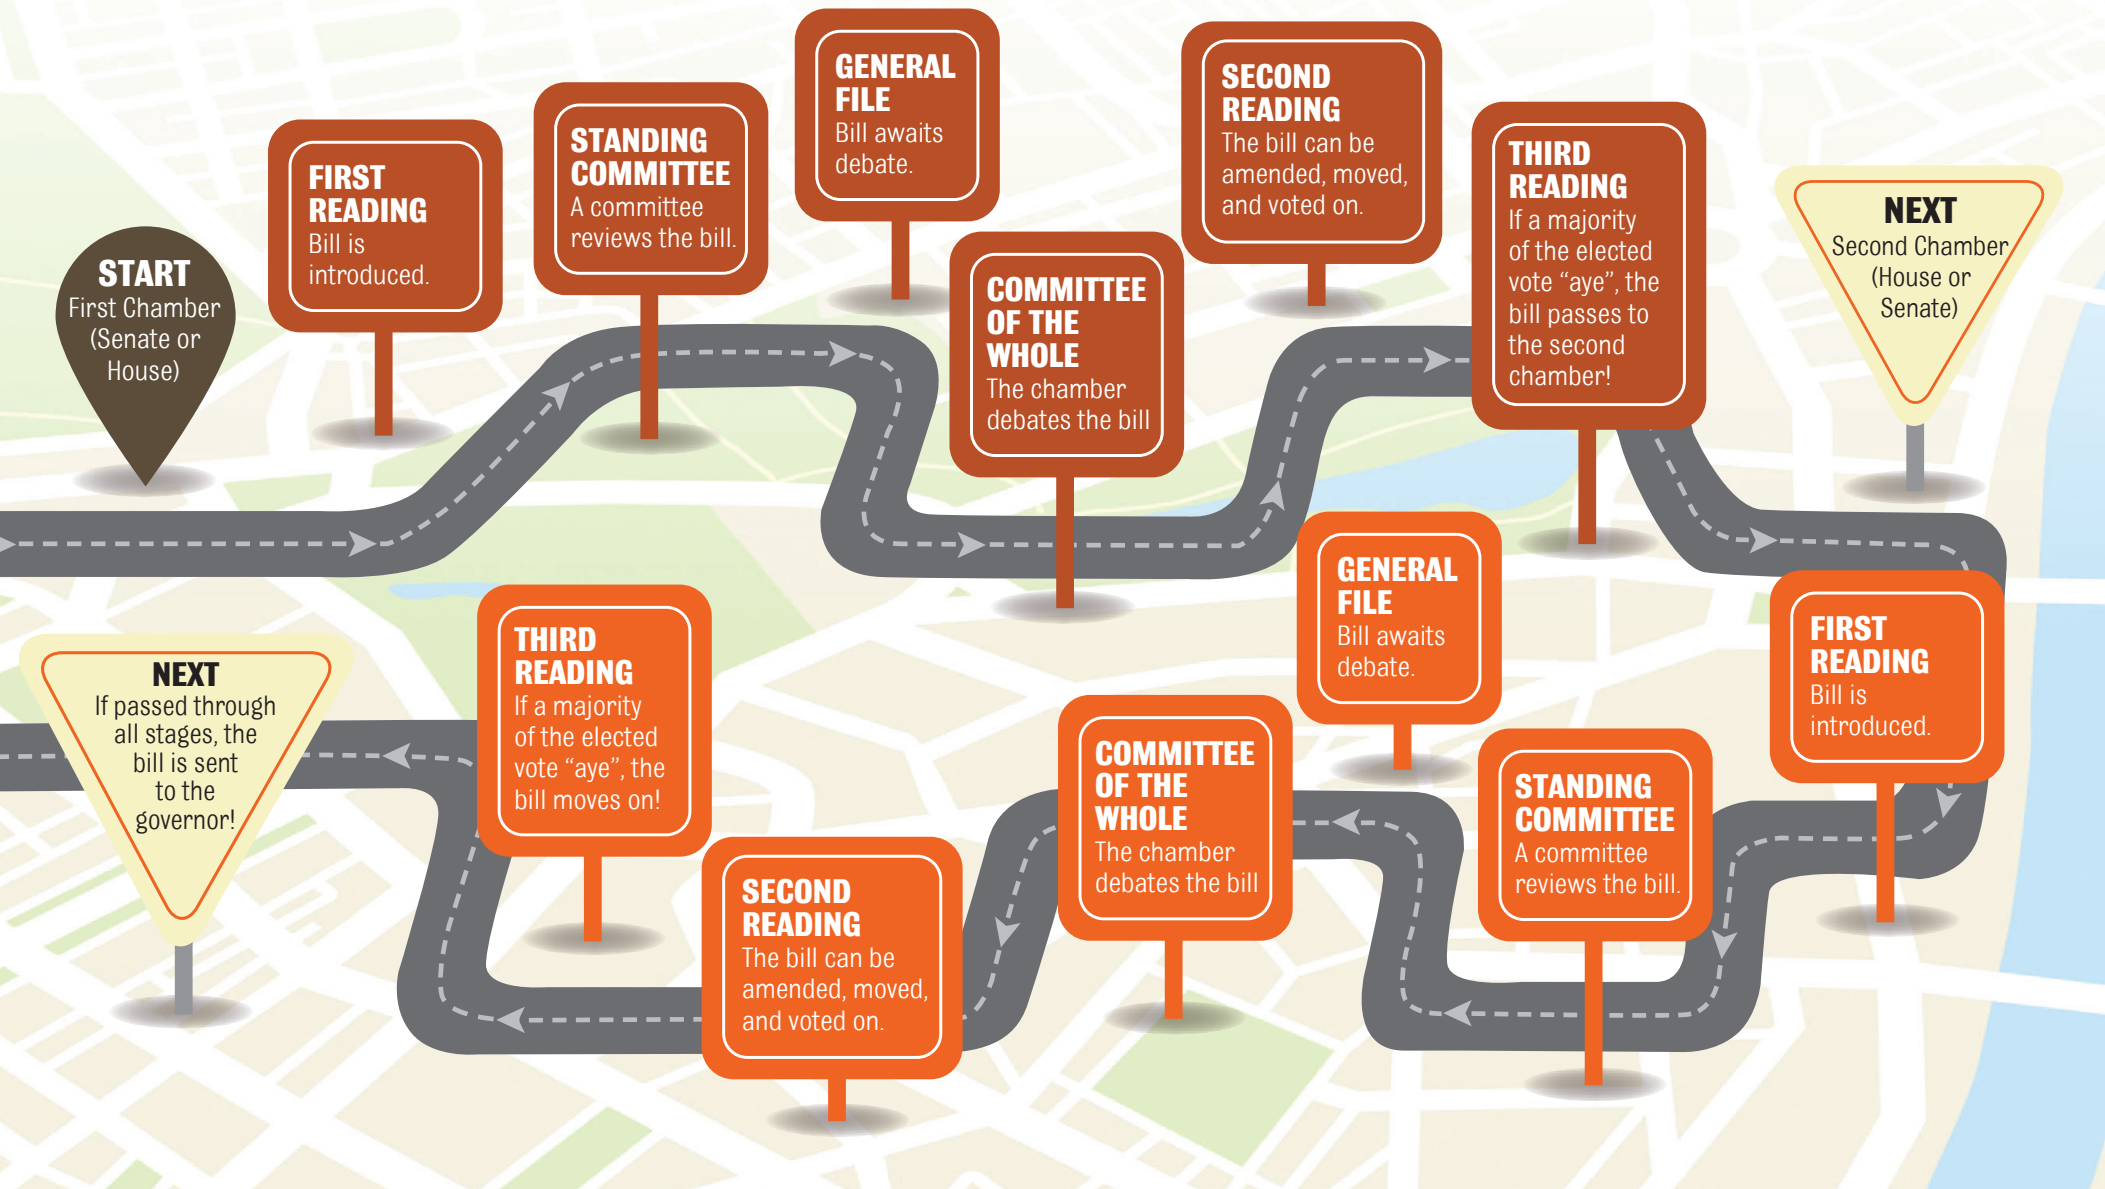 START
First Chamber
(Senate or
House)
FIRST
READING
Bill is
introduced.
STANDING
COMMITTEE
A committee
reviews the bill.
GENERAL
FILE
Bill awaits
debate.
COMMITTEE
OF THE
WHOLE
The chamber
debates the bill
SECOND
READING
The bill can be
amended, moved,
and voted on.
THIRD
READING
If a majority
of the elected
vote “aye”, the
bill passes to
the second
chamber!
NEXT
Second Chamber
(House or
Senate)
FIRST
READING
Bill is
introduced.
STANDING
COMMITTEE
A committee
reviews the bill.
GENERAL
FILE
Bill awaits
debate.
COMMITTEE
OF THE
WHOLE
The chamber
debates the bill
SECOND
READING
The bill can be
amended, moved,
and voted on.
THIRD
READING
If a majority
of the elected
vote “aye”, the
bill moves on!
NEXT
If passed through
all stages, the
bill is sent
to the
governor!